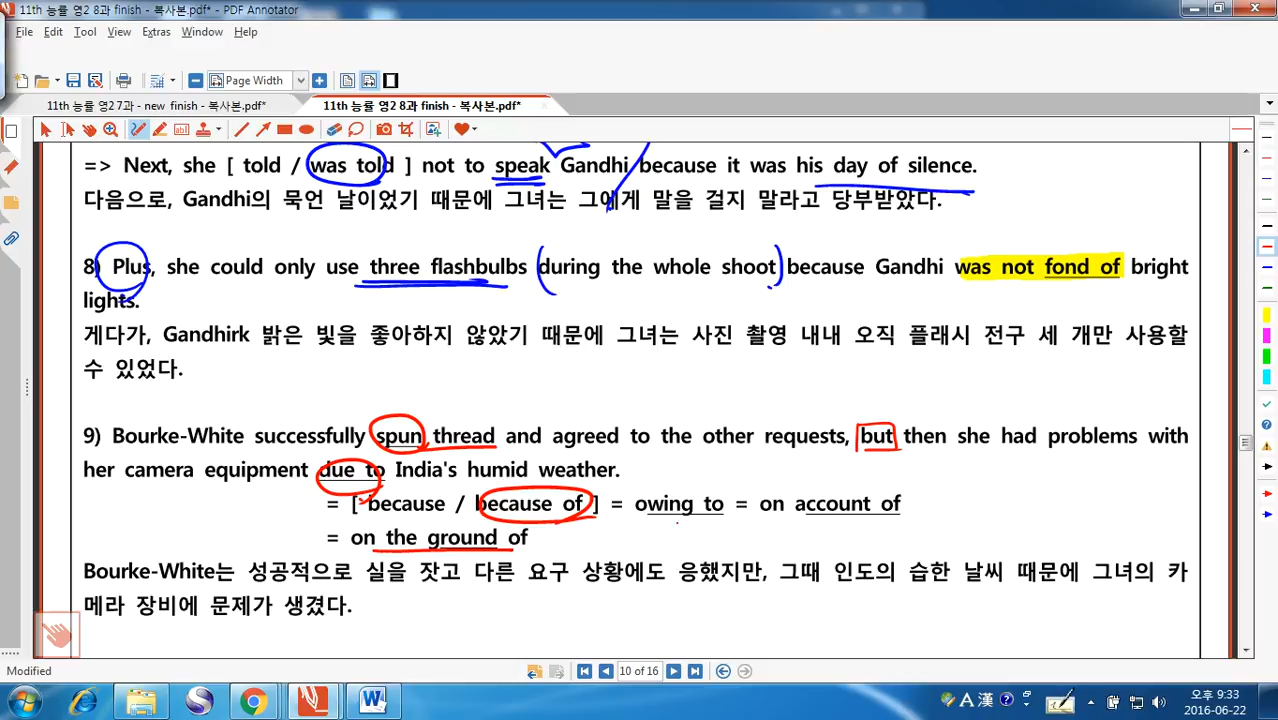 11th 능률 영2 8과 finish - 복사본.pdf* - PDF Annotator
File Edit Tool View Extras Window Help
Page Width
11th 능률 영2 7과 - new finish - 복사본.pdf* 11th 능률 영2 8과 finish - 복사본.pdf*
=> Next, she [ told / was told ] not to speak Gandhi because it was his day of silence.
다음으로, Gandhi의 묵언 날이었기 때문에 그녀는 그에게 말을 걸지 말라고 당부받았다.
8) Plus, she could only use three flashbulbs during the whole shoot because Gandhi was not fond of bright
lights.
게다가, Gandhirk 밝은 빛을 좋아하지 않았기 때문에 그녀는 사진 촬영 내내 오직 플래시 전구 세 개만 사용할
수 있었다.
9) Bourke-White successfully spun thread and agreed to the other requests, but then she had problems with
her camera equipment due to India's humid weather.
= [ because / because of ] = owing to = on account of
= on the ground of
Bourke-White는 성공적으로 실을 잣고 다른 요구 상황에도 응했지만, 그때 인도의 습한 날씨 때문에 그녀의 카
메라 장비에 문제가 생겼다.
Modified
10 of 16
A 漢
오후 9:33
2016-06-22